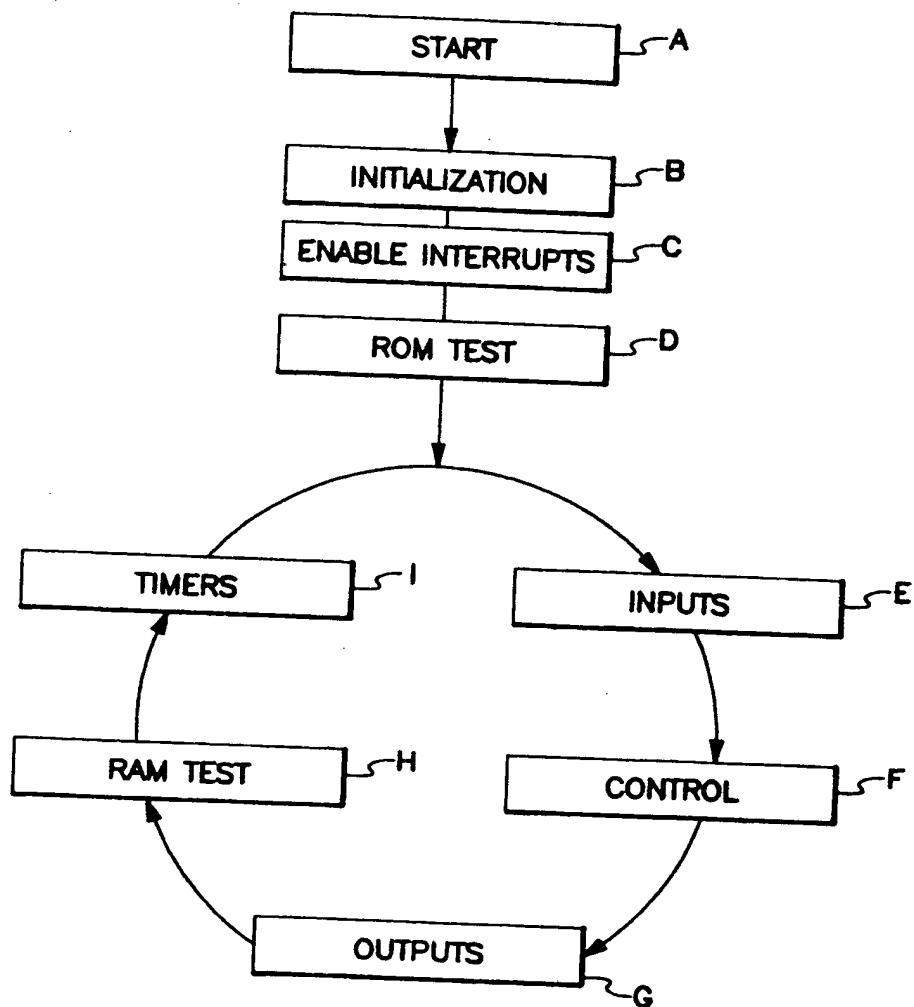 START A
INITIALIZATION B
ENABLE INTERRUPTS C
ROM TEST D
TIMERS I
INPUTS E
RAM TEST H
CONTROL F
OUTPUTS G